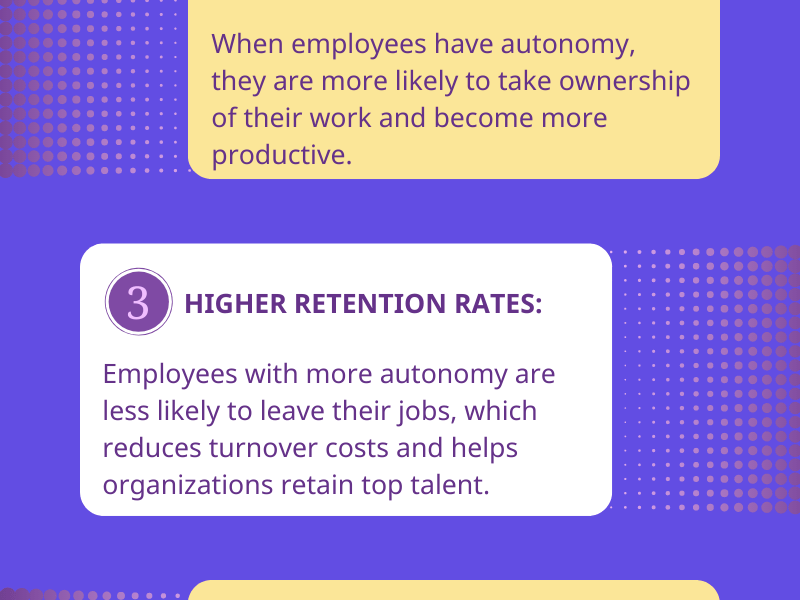 When employees have autonomy,
they are more likely to take ownership
of their work and become more
productive.
3 HIGHER RETENTION RATES:
Employees with more autonomy are
less likely to leave their jobs, which
reduces turnover costs and helps
organizations retain top talent.